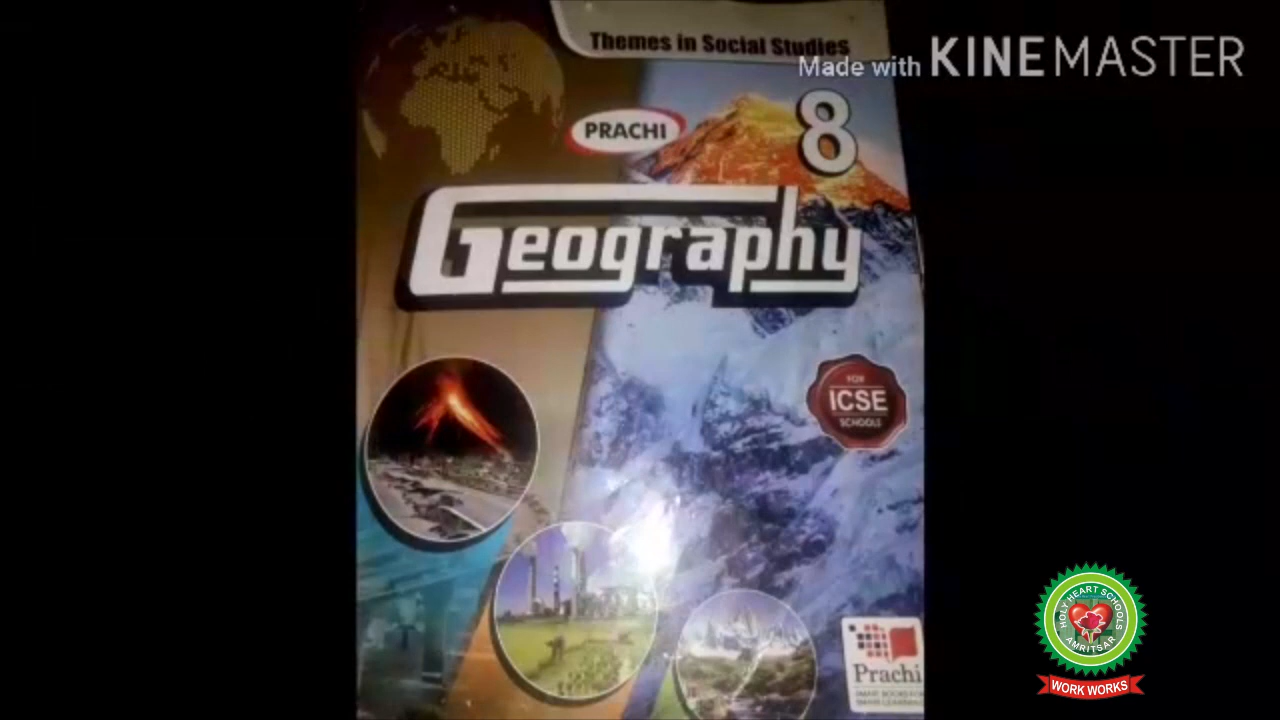 Themes in Social Studies
Made with KINEMASTER
PRACHI
8
Geography
FOR
ICSE
SCHOOLS
HOLY HEART SCHOOLS
AMRITSAR
WORK WORKS
Prachi